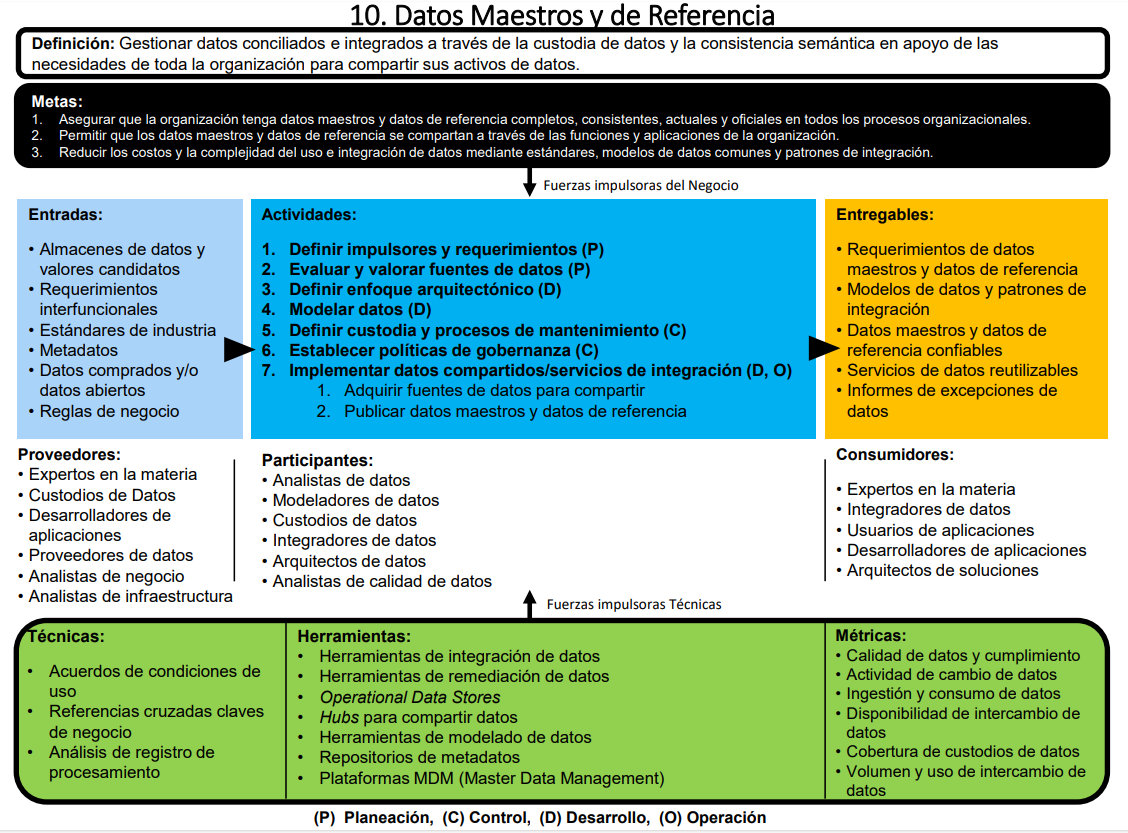 10. Datos Maestros y de Referencia
Definición: Gestionar datos conciliados e integrados a través de la custodia de datos y la consistencia semántica en apoyo de las
necesidades de toda la organización para compartir sus activos de datos.
Metas:
1. Asegurar que la organización tenga datos maestros y datos de referencia completos, consistentes, actuales y oficiales en todos los procesos organizacionales.
2. Permitir que los datos maestros y datos de referencia se compartan a través de las funciones y aplicaciones de la organización.
3. Reducir los costos y la complejidad del uso e integración de datos mediante estándares, modelos de datos comunes y patrones de integración.
Fuerzas impulsoras del Negocio
Entradas:
• Almacenes de datos y
valores candidatos
• Requerimientos
interfuncionales
• Estándares de industria
• Metadatos
• Datos comprados y/o
datos abiertos
• Reglas de negocio
Actividades:
1. Definir impulsores y requerimientos (P)
2. Evaluar y valorar fuentes de datos (P)
3. Definir enfoque arquitectónico (D)
4. Modelar datos (D)
5. Definir custodia y procesos de mantenimiento (C)
6. Establecer políticas de gobernanza (C)
7. Implementar datos compartidos/servicios de integración (D, O)
1. Adquirir fuentes de datos para compartir
2. Publicar datos maestros y datos de referencia
Entregables:
• Requerimientos de datos
maestros y datos de referencia
• Modelos de datos y patrones de
integración
• Datos maestros y datos de
referencia confiables
• Servicios de datos reutilizables
• Informes de excepciones de
datos
Proveedores:
• Expertos en la materia
• Custodios de Datos
• Desarrolladores de
aplicaciones
• Proveedores de datos
• Analistas de negocio
• Analistas de infraestructura
Participantes:
• Analistas de datos
• Modeladores de datos
• Custodios de datos
• Integradores de datos
• Arquitectos de datos
• Analistas de calidad de datos
Consumidores:
• Expertos en la materia
• Integradores de datos
• Usuarios de aplicaciones
• Desarrolladores de aplicaciones
• Arquitectos de soluciones
Fuerzas impulsoras Técnicas
Técnicas:
• Acuerdos de condiciones de
uso
• Referencias cruzadas claves
de negocio
• Análisis de registro de
procesamiento
Herramientas:
• Herramientas de integración de datos
• Herramientas de remediación de datos
• Operational Data Stores
• Hubs para compartir datos
• Herramientas de modelado de datos
• Repositorios de metadatos
• Plataformas MDM (Master Data Management)
Métricas:
• Calidad de datos y cumplimiento
• Actividad de cambio de datos
• Ingestión y consumo de datos
• Disponibilidad de intercambio de
datos
• Cobertura de custodios de datos
• Volumen y uso de intercambio de
datos
(P) Planeación, (C) Control, (D) Desarrollo, (O) Operación